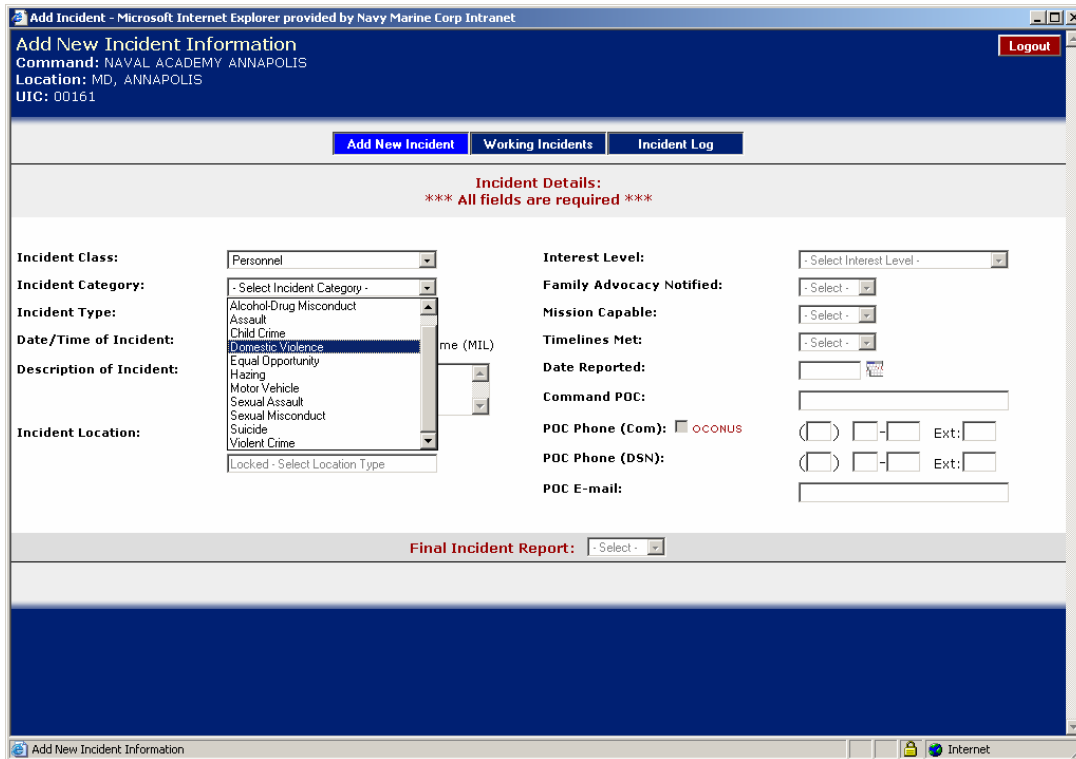 Add Incident - Microsoft Internet Explorer provided by Navy Marine Corp Intranet
Add New Incident Information
Logout
Command: NAVAL ACADEMY ANNAPOLIS
Location: MD, ANNAPOLIS
UIC: 00161
Add New Incident Working Incidents Incident Log
Incident Details:
*** All fields are required ***
Incident Class: Personnel
Incident Category: - Select Incident Category -
Alcohol-Drug Misconduct
Assault
Child Crime
Domestic Violence
Equal Opportunity
Hazing
Motor Vehicle
Sexual Assault
Sexual Misconduct
Suicide
Violent Crime
Incident Type:
Date/Time of Incident: me (MIL)
Description of Incident:
Incident Location:
Locked - Select Location Type
Interest Level: - Select Interest Level -
Family Advocacy Notified: - Select -
Mission Capable: - Select -
Timelines Met: - Select -
Date Reported:
Command POC:
POC Phone (Com): OCONUS ( ) - Ext:
POC Phone (DSN): ( ) - Ext:
POC E-mail:
Final Incident Report: - Select -
Add New Incident Information
Internet